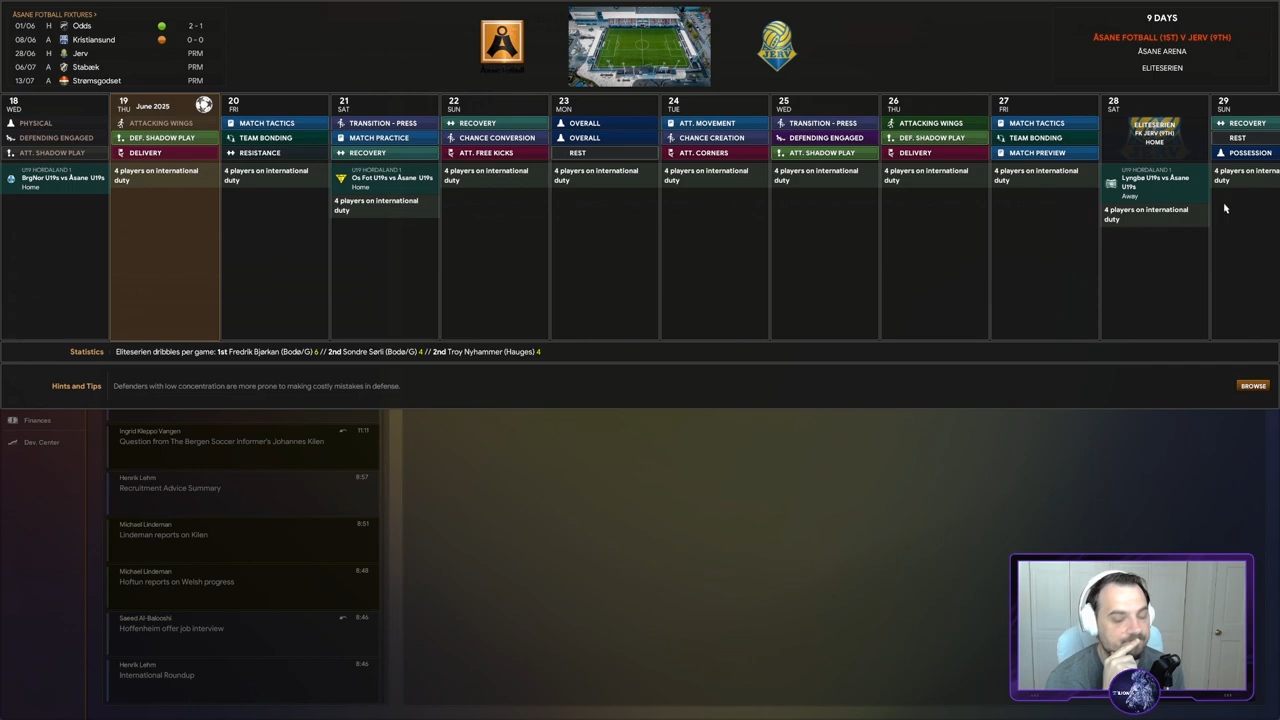 ÅSANE FOTBALL FIXTURES >
01/06 H Odds 2 - 1
08/06 A Kristiansund 0 - 0
28/06 H Jerv PRM
06/07 A Stabæk PRM
13/07 A Strømsgodset PRM
Åsane Fotball
JERV
9 DAYS
ÅSANE FOTBALL (1ST) V JERV (9TH)
ÅSANE ARENA
ELITESERIEN
18
WED
PHYSICAL
DEFENDING ENGAGED
ATT. SHADOW PLAY
U19 HORDALAND 1
BrgNor U19s vs Åsane U19s
Home
19
THU June 2025
ATTACKING WINGS
DEF. SHADOW PLAY
DELIVERY
4 players on international
duty
20
FRI
MATCH TACTICS
TEAM BONDING
RESISTANCE
4 players on international
duty
21
SAT
TRANSITION - PRESS
MATCH PRACTICE
RECOVERY
U19 HORDALAND 1
Os Fot U19s vs Åsane U19s
Home
4 players on international
duty
22
SUN
RECOVERY
CHANCE CONVERSION
ATT. FREE KICKS
4 players on international
duty
23
MON
OVERALL
OVERALL
REST
4 players on international
duty
24
TUE
ATT. MOVEMENT
CHANCE CREATION
ATT. CORNERS
4 players on international
duty
25
WED
TRANSITION - PRESS
DEFENDING ENGAGED
ATT. SHADOW PLAY
4 players on international
duty
26
THU
ATTACKING WINGS
DEF. SHADOW PLAY
DELIVERY
4 players on international
duty
27
FRI
MATCH TACTICS
TEAM BONDING
MATCH PREVIEW
4 players on international
duty
28
SAT
ELITESERIEN
FK JERV (9TH)
HOME
U19 HORDALAND 1
Lyngbø U19s vs Åsane
U19s
Away
4 players on international
duty
29
SUN
RECOVERY
REST
POSSESSION
4 players on interna
duty
Statistics Eliteserien dribbles per game: 1st Fredrik Bjørkan (Bodø/G) 6 // 2nd Sondre Sørli (Bodø/G) 4 // 2nd Troy Nyhammer (Hauges) 4
Hints and Tips Defenders with low concentration are more prone to making costly mistakes in defense.
BROWSE
Finances
Dev. Center
Ingrid Kleppo Vangen 11:11
Question from The Bergen Soccer Informer's Johannes Kilen
Henrik Lehm 8:57
Recruitment Advice Summary
Michael Lindeman 8:51
Lindeman reports on Kilen
Michael Lindeman 8:48
Hoftun reports on Welsh progress
Saeed Al-Balooshi 8:46
Hoffenheim offer job interview
Henrik Lehm 8:46
International Roundup